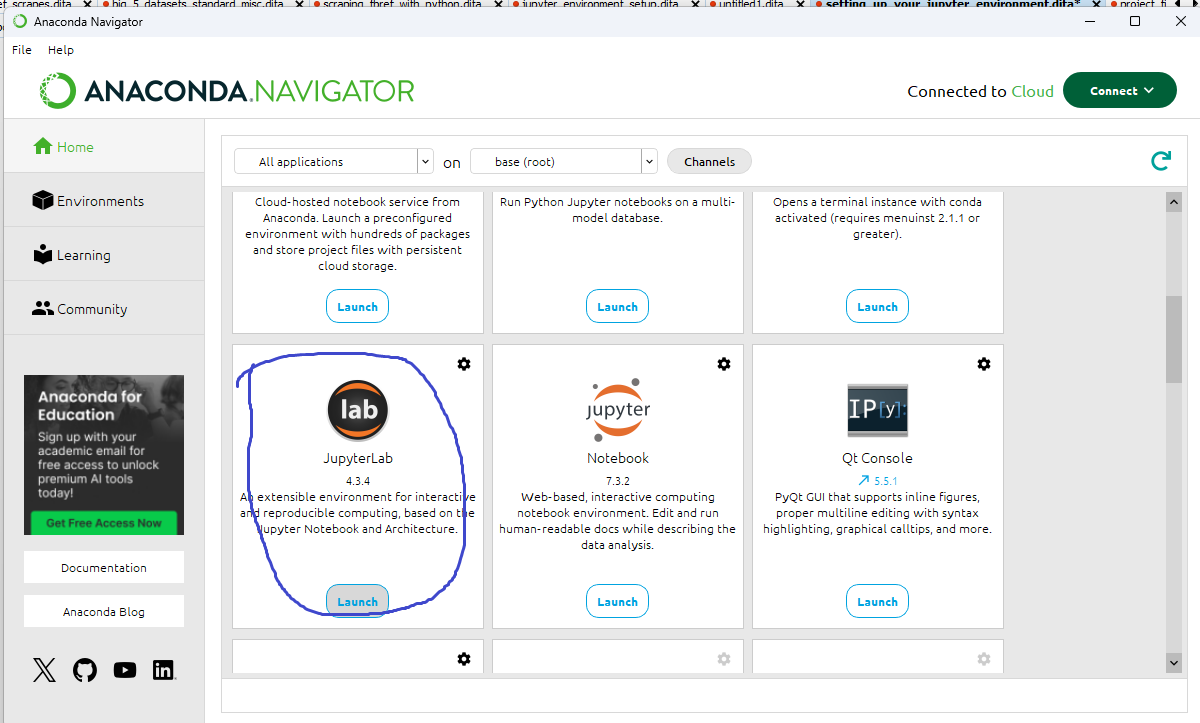 big_5_datasets_standard_misc.dita
scraping_fbref_with_python.dita
jupyter_environment_setup.dita
untitled1.dita
setting_up_your_jupyter_environment.dita*
Anaconda Navigator
File Help
ANACONDA.NAVIGATOR
Connected to Cloud
Connect
Home
Environments
Learning
Community
Anaconda for
Education
Sign up with your
academic email for
free access to unlock
premium AI tools
today!
Get Free Access Now
Documentation
Anaconda Blog
All applications
on
base (root)
Channels
Cloud-hosted notebook service from
Anaconda. Launch a preconfigured
environment with hundreds of packages
and store project files with persistent
cloud storage.
Launch
Run Python Jupyter notebooks on a multi-
model database.
Launch
Opens a terminal instance with conda
activated (requires menuinst 2.1.1 or
greater).
Launch
lab
JupyterLab
4.3.4
An extensible environment for interactive
and reproducible computing, based on the
Jupyter Notebook and Architecture.
Launch
jupyter
Notebook
7.3.2
Web-based, interactive computing
notebook environment. Edit and run
human-readable docs while describing the
data analysis.
Launch
IP[y]:
Qt Console
5.5.1
PyQt GUI that supports inline figures,
proper multiline editing with syntax
highlighting, graphical calltips, and more.
Launch